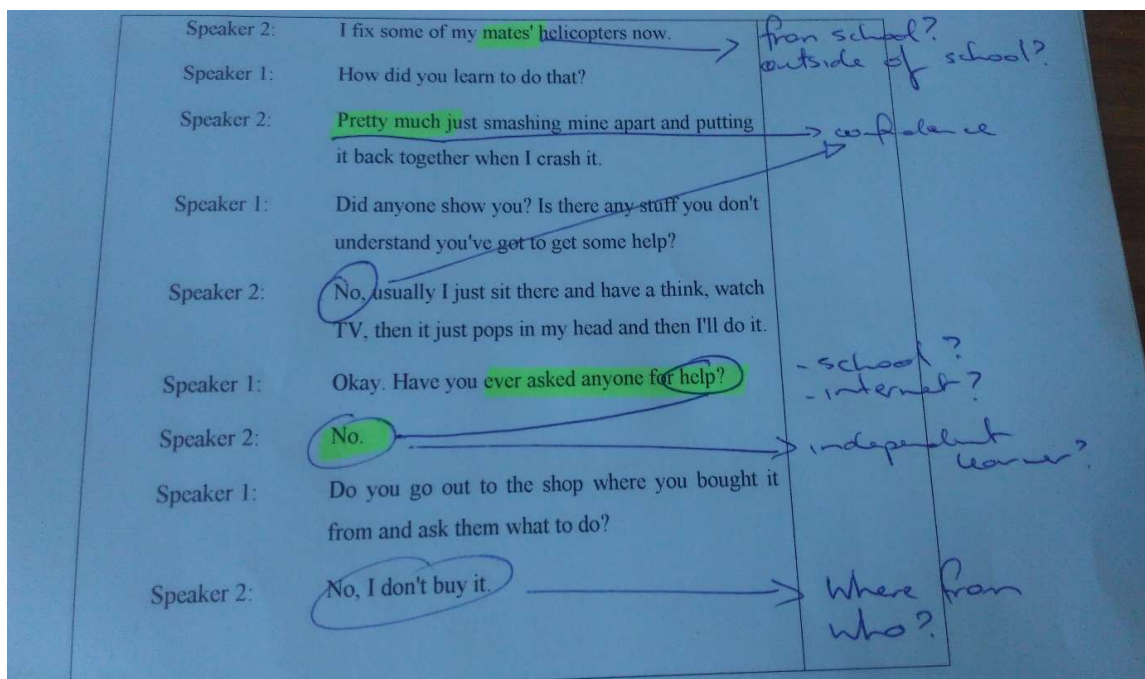 Speaker 2: I fix some of my mates' helicopters now.
from school?
outside of school?
Speaker 1: How did you learn to do that?
Speaker 2: Pretty much just smashing mine apart and putting
confidence
it back together when I crash it.
Speaker 1: Did anyone show you? Is there any stuff you don't
understand you've got to get some help?
Speaker 2: No, usually I just sit there and have a think, watch
TV, then it just pops in my head and then I'll do it.
Speaker 1: Okay. Have you ever asked anyone for help?
- school?
- internet?
Speaker 2: No.
independent
learner?
Speaker 1: Do you go out to the shop where you bought it
from and ask them what to do?
Speaker 2: No, I don't buy it.
Where from
who?